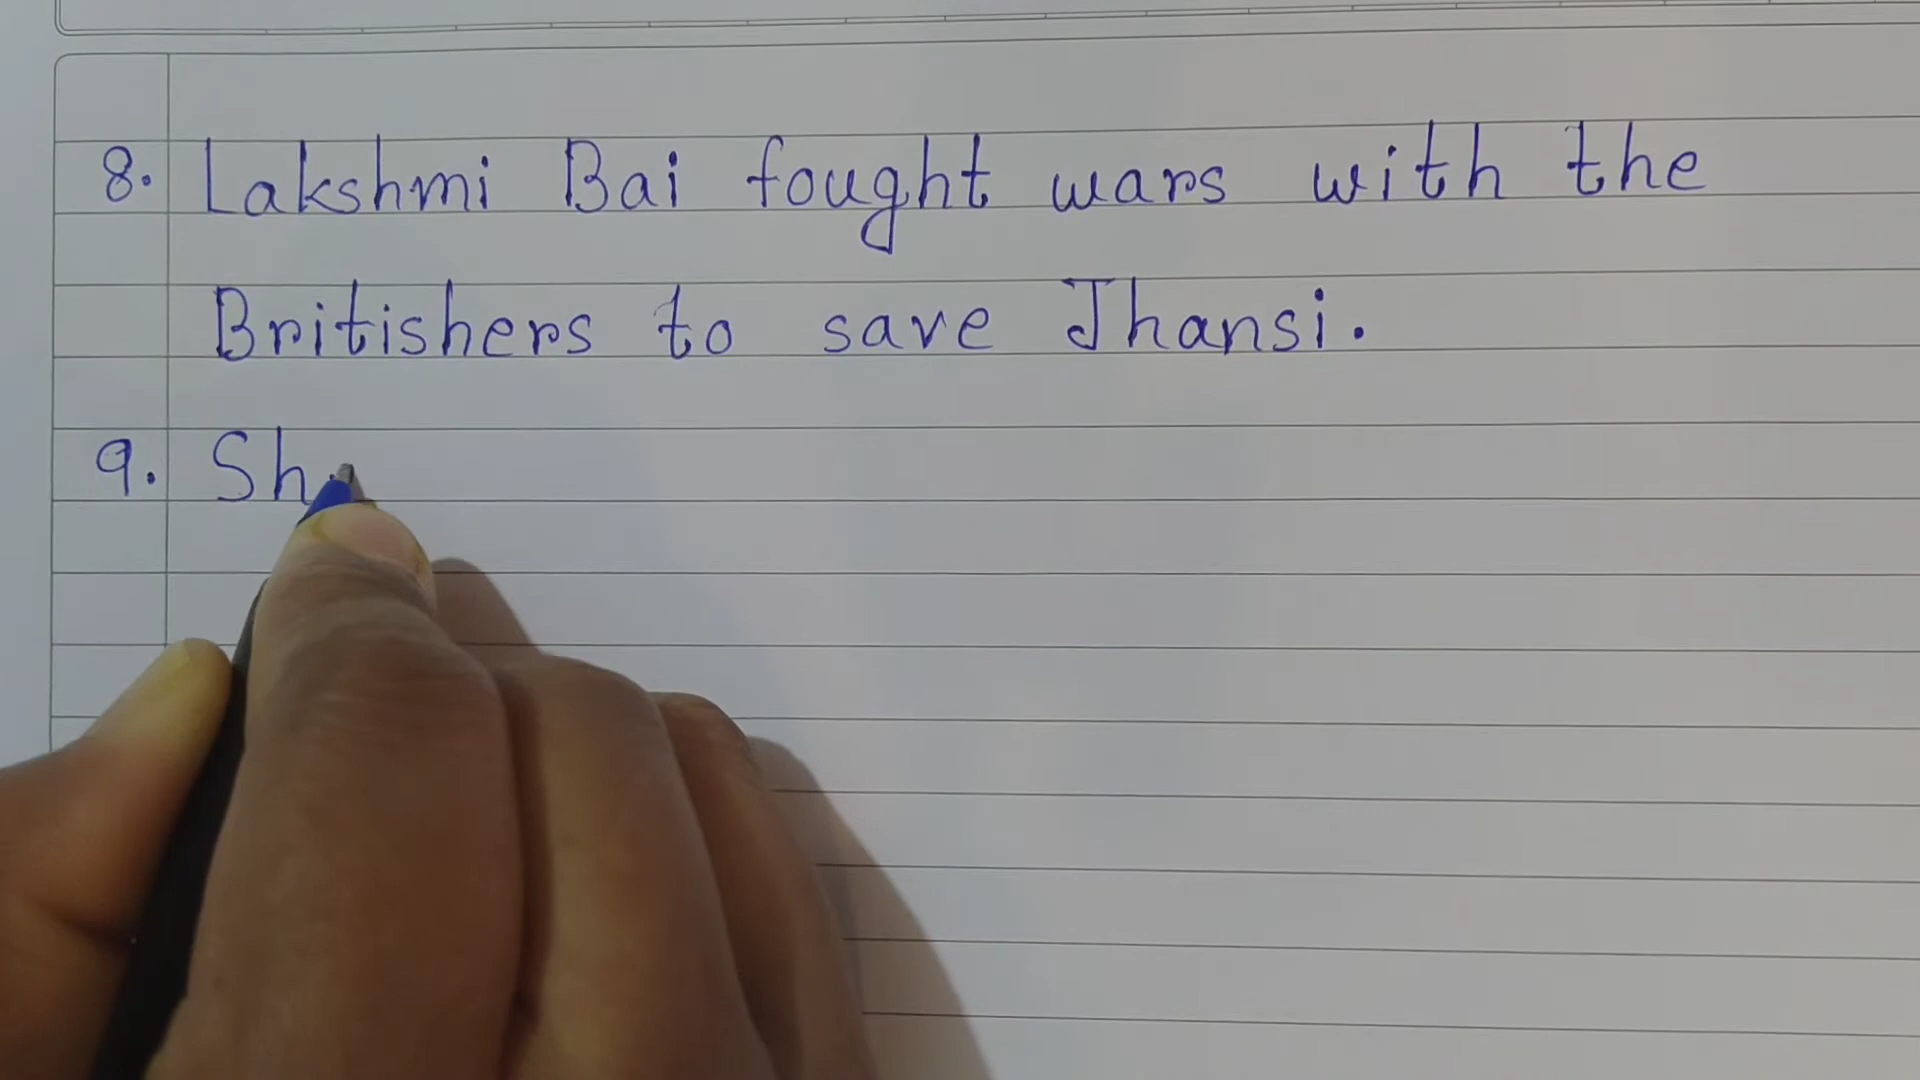 8. Lakshmi Bai fought wars with the
Britishers to save Jhansi.
9. Sh